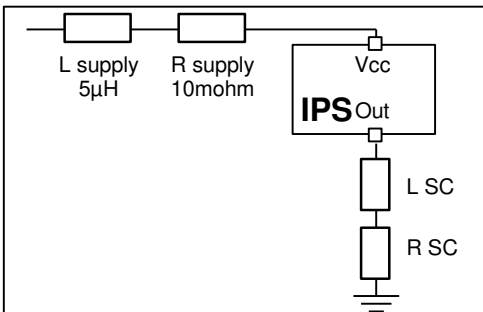 L supply
5µH
R supply
10mohm
Vcc
IPS Out
L SC
R SC